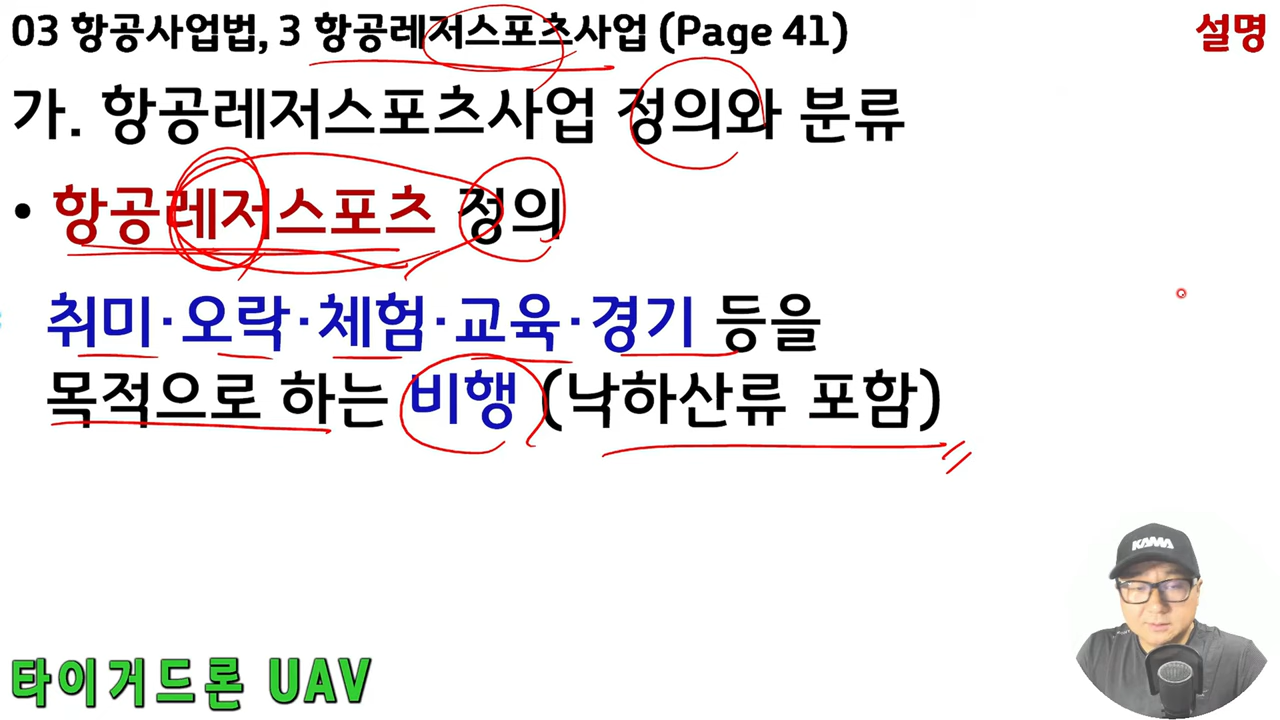 03 항공사업법, 3 항공레저스포츠사업 (Page 41)
설명
가. 항공레저스포츠사업 정의와 분류
• 항공레저스포츠 정의
취미·오락·체험·교육·경기 등을
목적으로 하는 비행 (낙하산류 포함)
KAMA
타이거드론 UAV